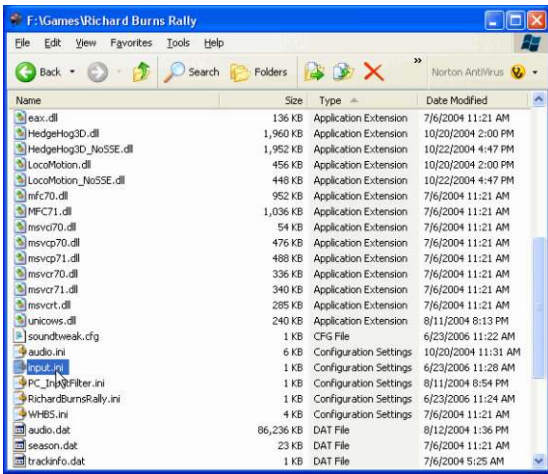 F:\Games\Richard Burns Rally
File Edit View Favorites Tools Help
Back Search Folders » Norton AntiVirus
Name Size Type Date Modified
eax.dll 136 KB Application Extension 7/6/2004 11:21 AM
HedgeHog3D.dll 1,960 KB Application Extension 10/20/2004 2:00 PM
HedgeHog3D_NoSSE.dll 1,952 KB Application Extension 10/22/2004 4:47 PM
LocoMotion.dll 456 KB Application Extension 10/20/2004 2:00 PM
LocoMotion_NoSSE.dll 448 KB Application Extension 10/22/2004 4:47 PM
mfc70.dll 952 KB Application Extension 7/6/2004 11:21 AM
MFC71.dll 1,036 KB Application Extension 7/6/2004 11:21 AM
msvci70.dll 54 KB Application Extension 7/6/2004 11:21 AM
msvcp70.dll 476 KB Application Extension 7/6/2004 11:21 AM
msvcp71.dll 488 KB Application Extension 7/6/2004 11:21 AM
msvcr70.dll 336 KB Application Extension 7/6/2004 11:21 AM
msvcr71.dll 340 KB Application Extension 7/6/2004 11:21 AM
msvcrt.dll 285 KB Application Extension 7/6/2004 11:21 AM
unicows.dll 240 KB Application Extension 8/11/2004 8:13 PM
soundtweak.cfg 1 KB CFG File 6/23/2006 11:22 AM
audio.ini 6 KB Configuration Settings 10/20/2004 11:31 AM
input.ini 1 KB Configuration Settings 6/23/2006 11:28 AM
PC_InputFilter.ini 1 KB Configuration Settings 8/11/2004 8:54 PM
RichardBurnsRally.ini 1 KB Configuration Settings 6/23/2006 11:24 AM
WHBS.ini 4 KB Configuration Settings 7/6/2004 11:21 AM
audio.dat 86,236 KB DAT File 8/12/2004 1:36 PM
season.dat 23 KB DAT File 7/6/2004 11:21 AM
trackinfo.dat 1 KB DAT File 7/6/2004 5:25 AM